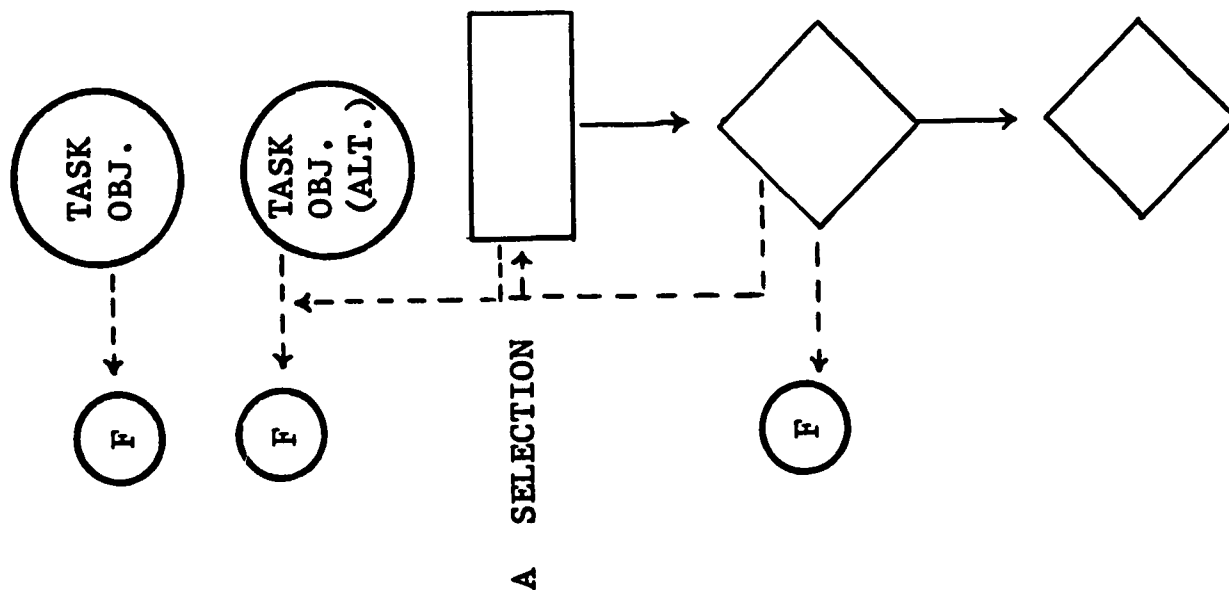 F
TASK
OBJ.
F
TASK
OBJ.
(ALT.)
A SELECTION
F